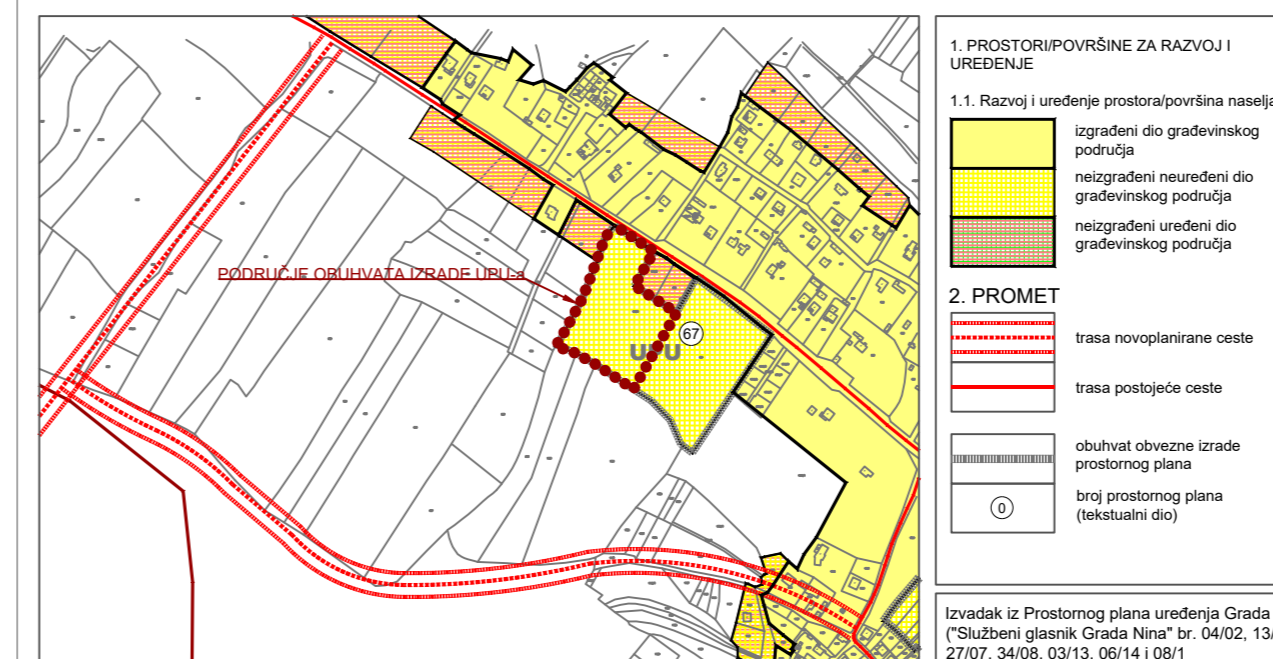 PODRUČJE OBUHVATA IZRADE UPU-a
67
UPU
1. PROSTORI/POVRŠINE ZA RAZVOJ I
UREĐENJE
1.1. Razvoj i uređenje prostora/površina naselja
izgrađeni dio građevinskog
područja
neizgrađeni neuređeni dio
građevinskog područja
neizgrađeni uređeni dio
građevinskog područja
2. PROMET
trasa novoplanirane ceste
trasa postojeće ceste
obuhvat obvezne izrade
prostornog plana
0
broj prostornog plana
(tekstualni dio)
Izvadak iz Prostornog plana uređenja Grada
("Službeni glasnik Grada Nina" br. 04/02, 13/
27/07, 34/08, 03/13, 06/14 i 08/1